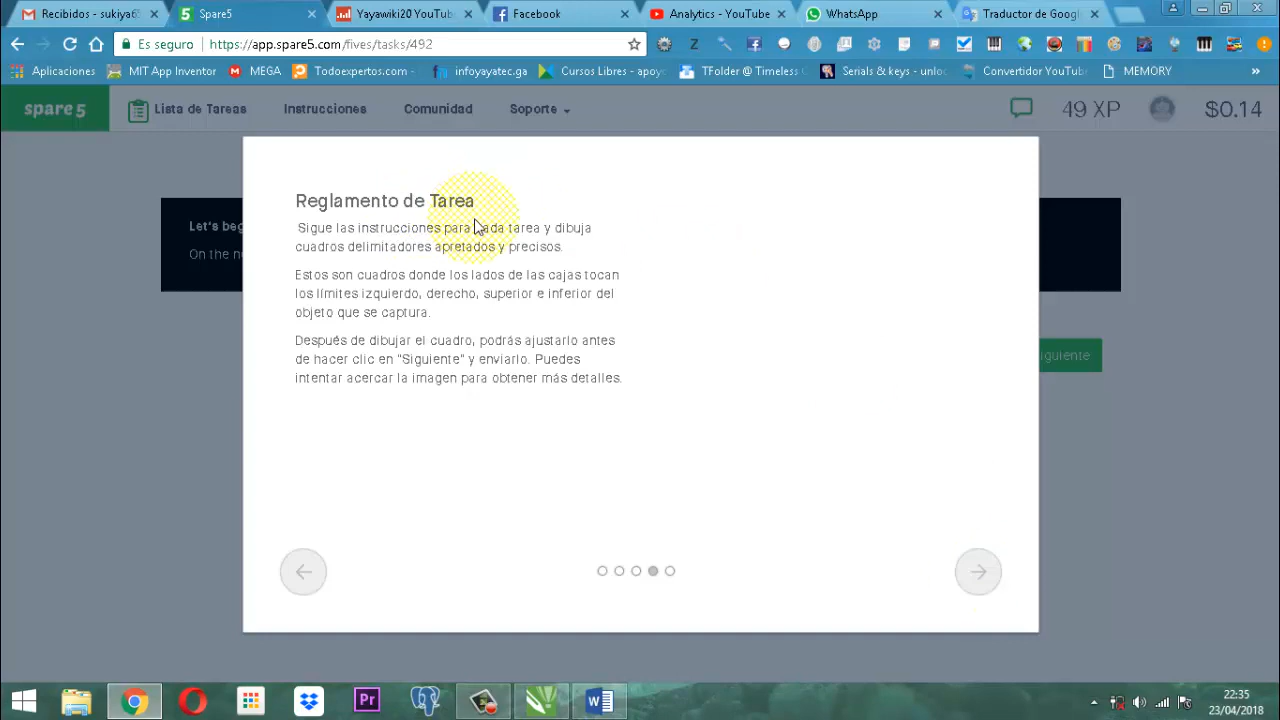 Recibidos - sukiya6
Spare5
Yayawiki20 YouTub
Facebook
Analytics - YouTube
WhatsApp
Traductor de Googl
Es seguro
https://app.spare5.com/fives/tasks/492
Aplicaciones
MIT App Inventor
MEGA
Todoexpertos.com -
infoyayatec.ga
Cursos Libres - apoy
TFolder @ Timeless
Serials & keys - unloc
Convertidor YouTub
MEMORY
»
spare5
Lista de Tareas
Instrucciones
Comunidad
Soporte
49 XP
$0.14
Let's beg
On the n
Reglamento de Tarea
Sigue las instrucciones para cada tarea y dibuja
cuadros delimitadores apretados y precisos.
Estos son cuadros donde los lados de las cajas tocan
los límites izquierdo, derecho, superior e inferior del
objeto que se captura.
Después de dibujar el cuadro, podrás ajustarlo antes
de hacer clic en "Siguiente" y enviarlo. Puedes
intentar acercar la imagen para obtener más detalles.
iguiente
22:35
23/04/2018